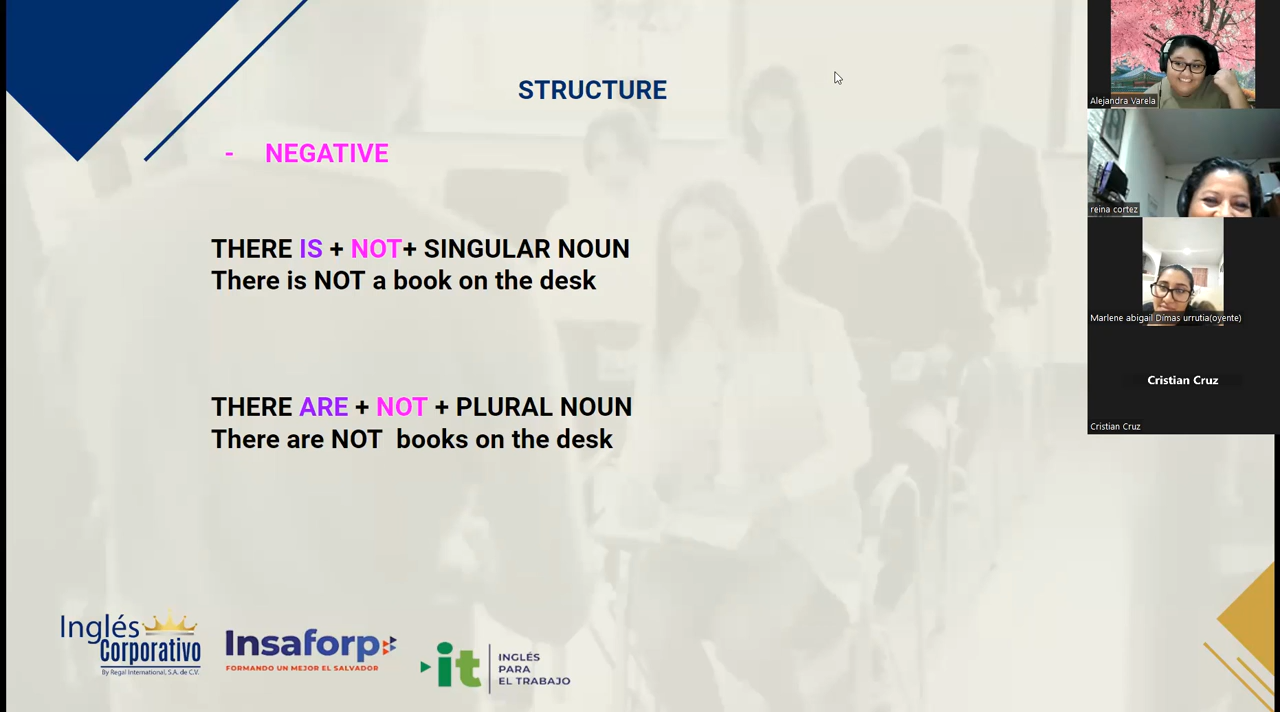 STRUCTURE
- NEGATIVE
THERE IS + NOT+ SINGULAR NOUN
There is NOT a book on the desk
THERE ARE + NOT + PLURAL NOUN
There are NOT books on the desk
Inglés
Corporativo
By Regal International, S.A. de C.V.
Insaforp
FORMANDO UN MEJOR EL SALVADOR
it
INGLÉS
PARA
EL TRABAJO
Alejandra Varela
reina cortez
Marlene abigail Dimas urrutia(oyente)
Cristian Cruz
Cristian Cruz